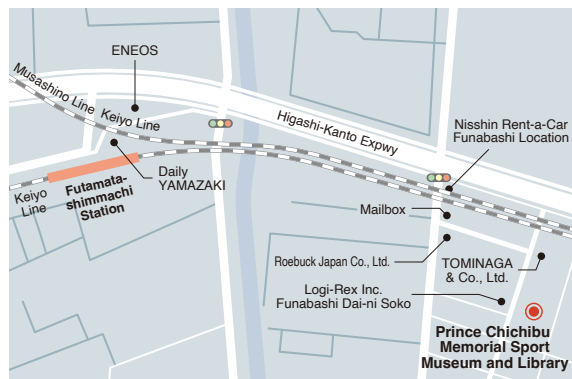 ENEOS
Musashino Line
Keiyo Line
Higashi-Kanto Expwy
Nisshin Rent-a-Car
Funabashi Location
Daily
YAMAZAKI
Keiyo
Line
Futamata-
shimmachi
Station
Mailbox
Roebuck Japan Co., Ltd.
TOMINAGA
& Co., Ltd.
Logi-Rex Inc.
Funabashi Dai-ni Soko
Prince Chichibu
Memorial Sport
Museum and Library